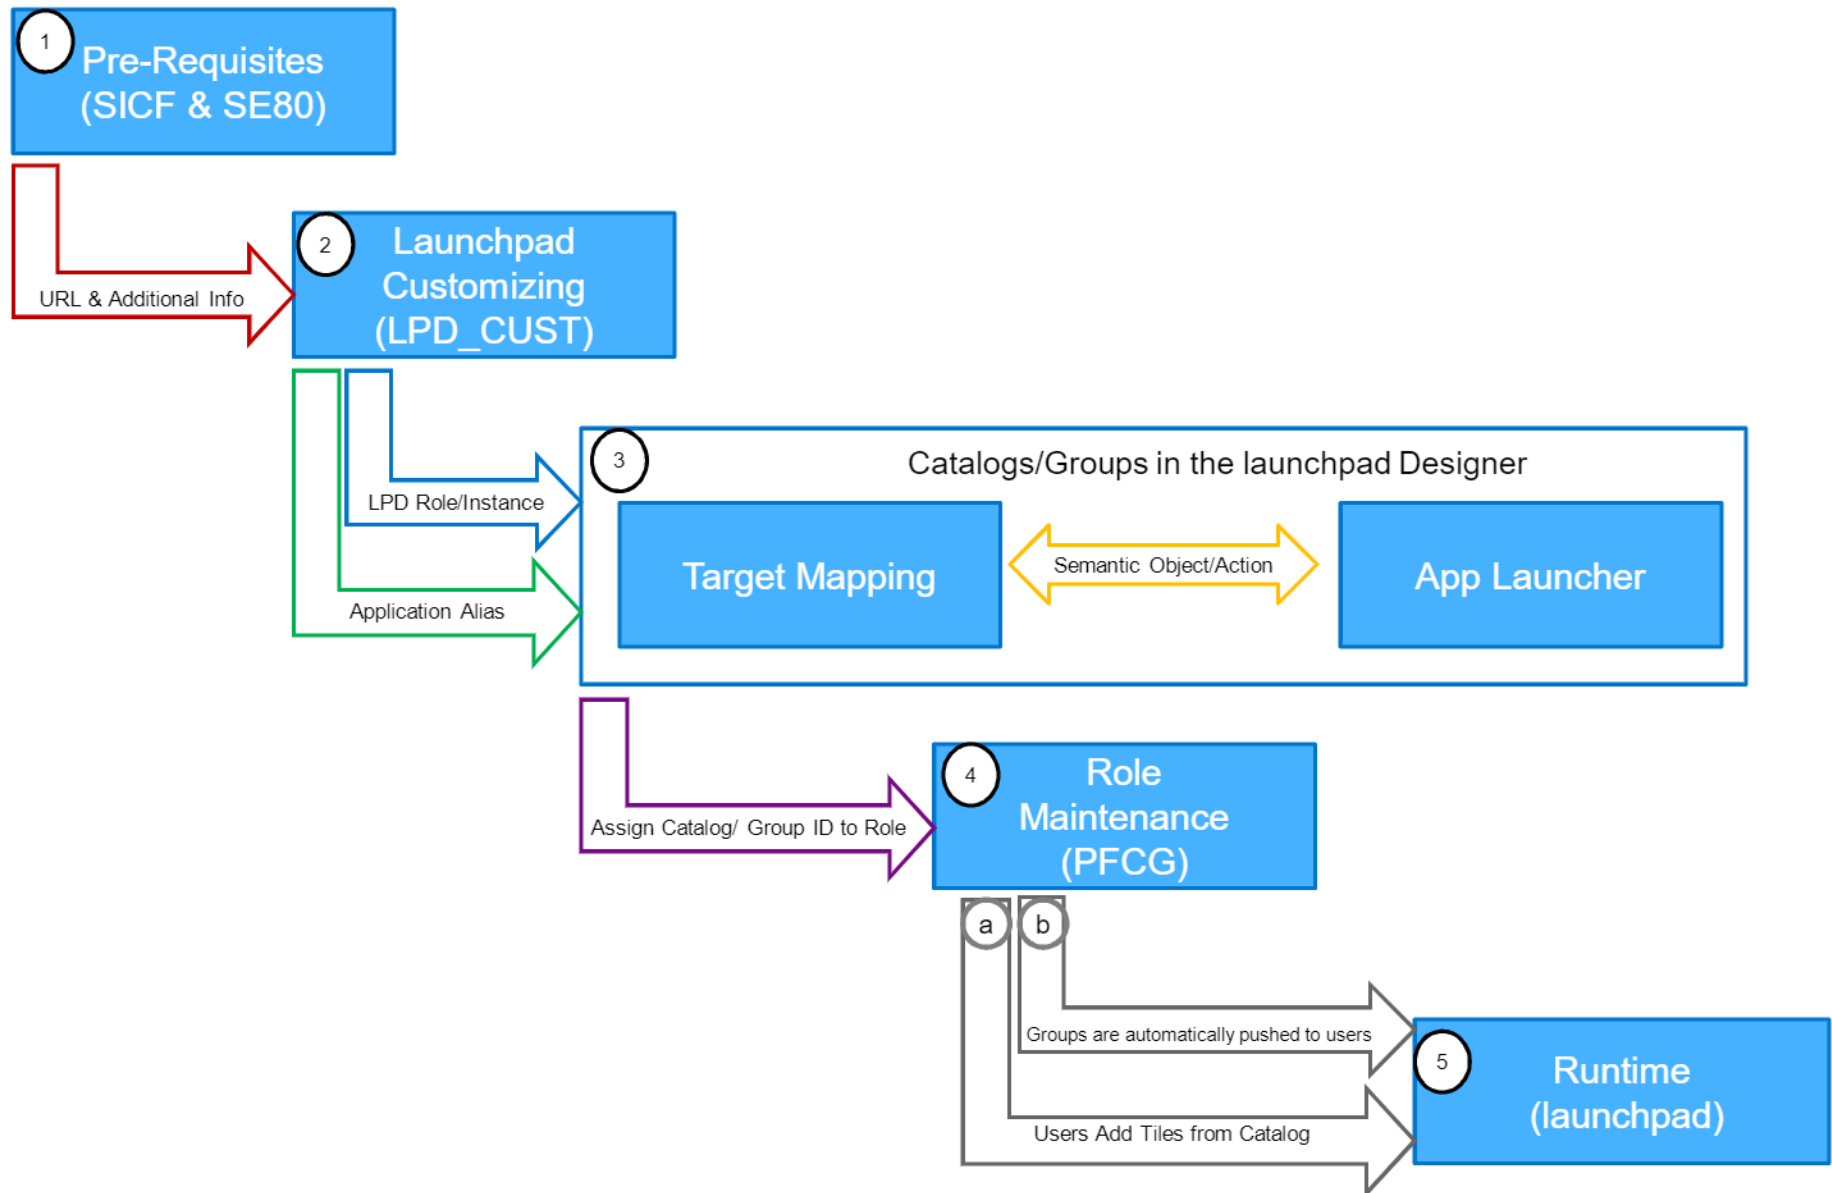 1
Pre-Requisites
(SICF & SE80)
URL & Additional Info
2
Launchpad
Customizing
(LPD_CUST)
LPD Role/Instance
Application Alias
3
Catalogs/Groups in the launchpad Designer
Target Mapping
Semantic Object/Action
App Launcher
Assign Catalog/ Group ID to Role
4
Role
Maintenance
(PFCG)
a
b
Groups are automatically pushed to users
Users Add Tiles from Catalog
5
Runtime
(launchpad)